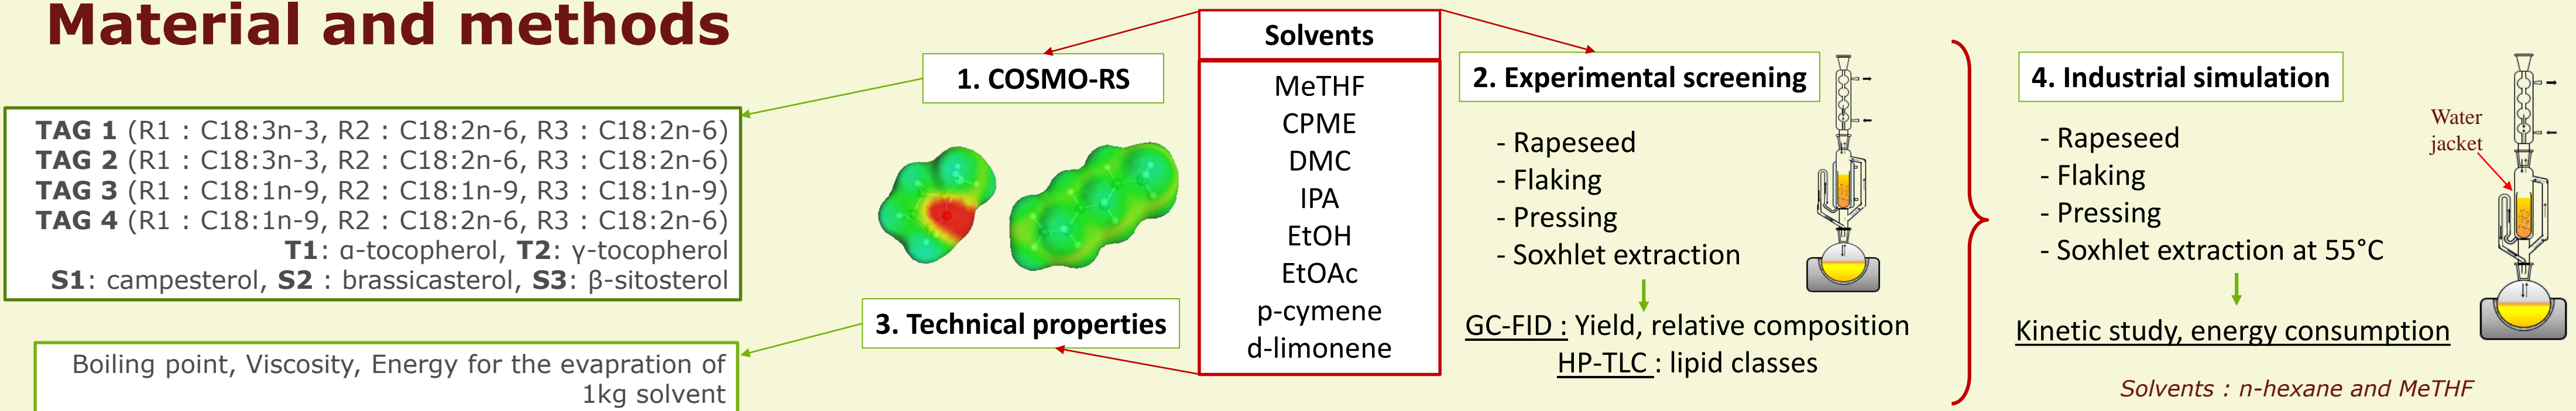 Material and methods
1. COSMO-RS
TAG 1 (R1 : C18:3n-3, R2 : C18:2n-6, R3 : C18:2n-6)
TAG 2 (R1 : C18:3n-3, R2 : C18:2n-6, R3 : C18:2n-6)
TAG 3 (R1 : C18:1n-9, R2 : C18:1n-9, R3 : C18:1n-9)
TAG 4 (R1 : C18:1n-9, R2 : C18:2n-6, R3 : C18:2n-6)
T1: α-tocopherol, T2: γ-tocopherol
S1: campesterol, S2 : brassicasterol, S3: β-sitosterol
3. Technical properties
Boiling point, Viscosity, Energy for the evapration of
1kg solvent
Solvents
MeTHF
CPME
DMC
IPA
EtOH
EtOAc
p-cymene
d-limonene
2. Experimental screening
- Rapeseed
- Flaking
- Pressing
- Soxhlet extraction
GC-FID : Yield, relative composition
HP-TLC : lipid classes
4. Industrial simulation
- Rapeseed
- Flaking
- Pressing
- Soxhlet extraction at 55°C
Water
jacket
Kinetic study, energy consumption
Solvents : n-hexane and MeTHF